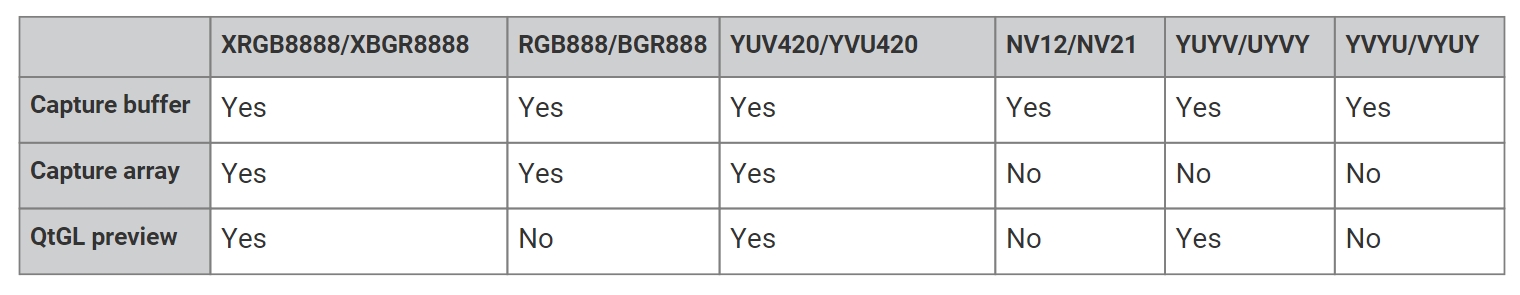 XRGB8888/XBGR8888 RGB888/BGR888 YUV420/YVU420 NV12/NV21 YUYV/UYVY YVYU/VYUY
Capture buffer Yes Yes Yes Yes Yes Yes
Capture array Yes Yes Yes No No No
QtGL preview Yes No Yes No Yes No